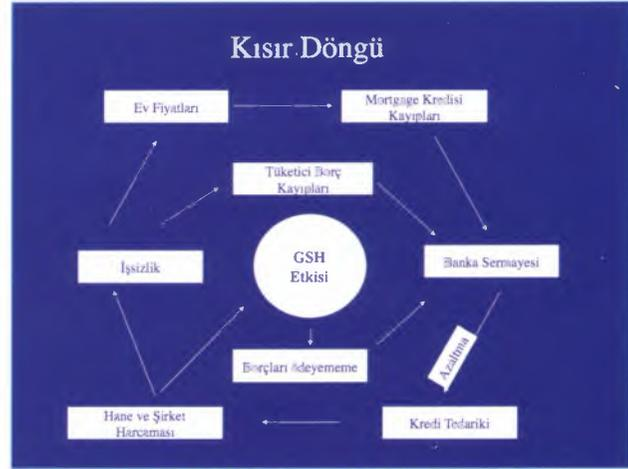 Kısır Döngü
Ev Fiyatları
Mortgage Kredisi
Kayıpları
Tüketici Borç
Kayıpları
İşsizlik
GSH
Etkisi
Banka Sermayesi
Azaltma
Borçları ödeyememe
Hane ve Şirket
Harcaması
Kredi Tedariki